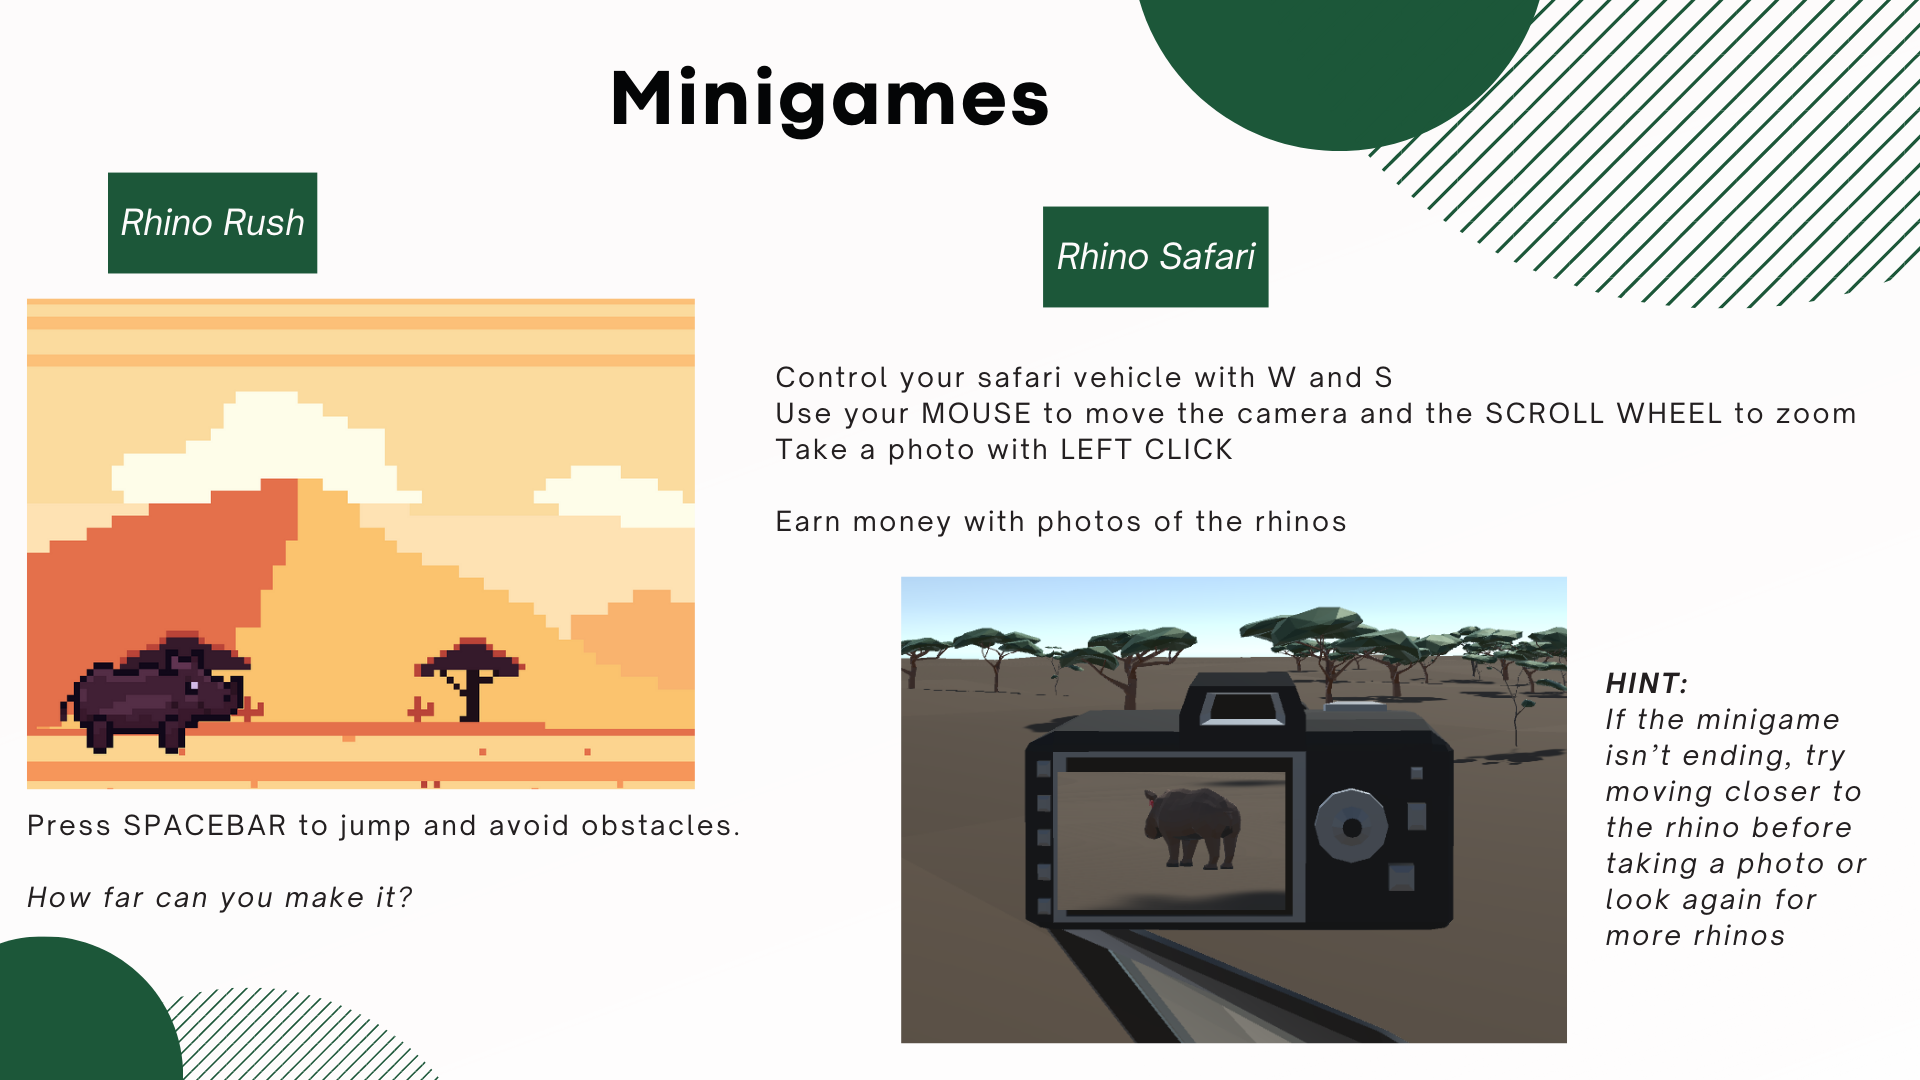 Minigames
Rhino Rush
Press SPACEBAR to jump and avoid obstacles.
How far can you make it?
Rhino Safari
Control your safari vehicle with W and S
Use your MOUSE to move the camera and the SCROLL WHEEL to zoom
Take a photo with LEFT CLICK
Earn money with photos of the rhinos
HINT:
If the minigame
isn’t ending, try
moving closer to
the rhino before
taking a photo or
look again for
more rhinos